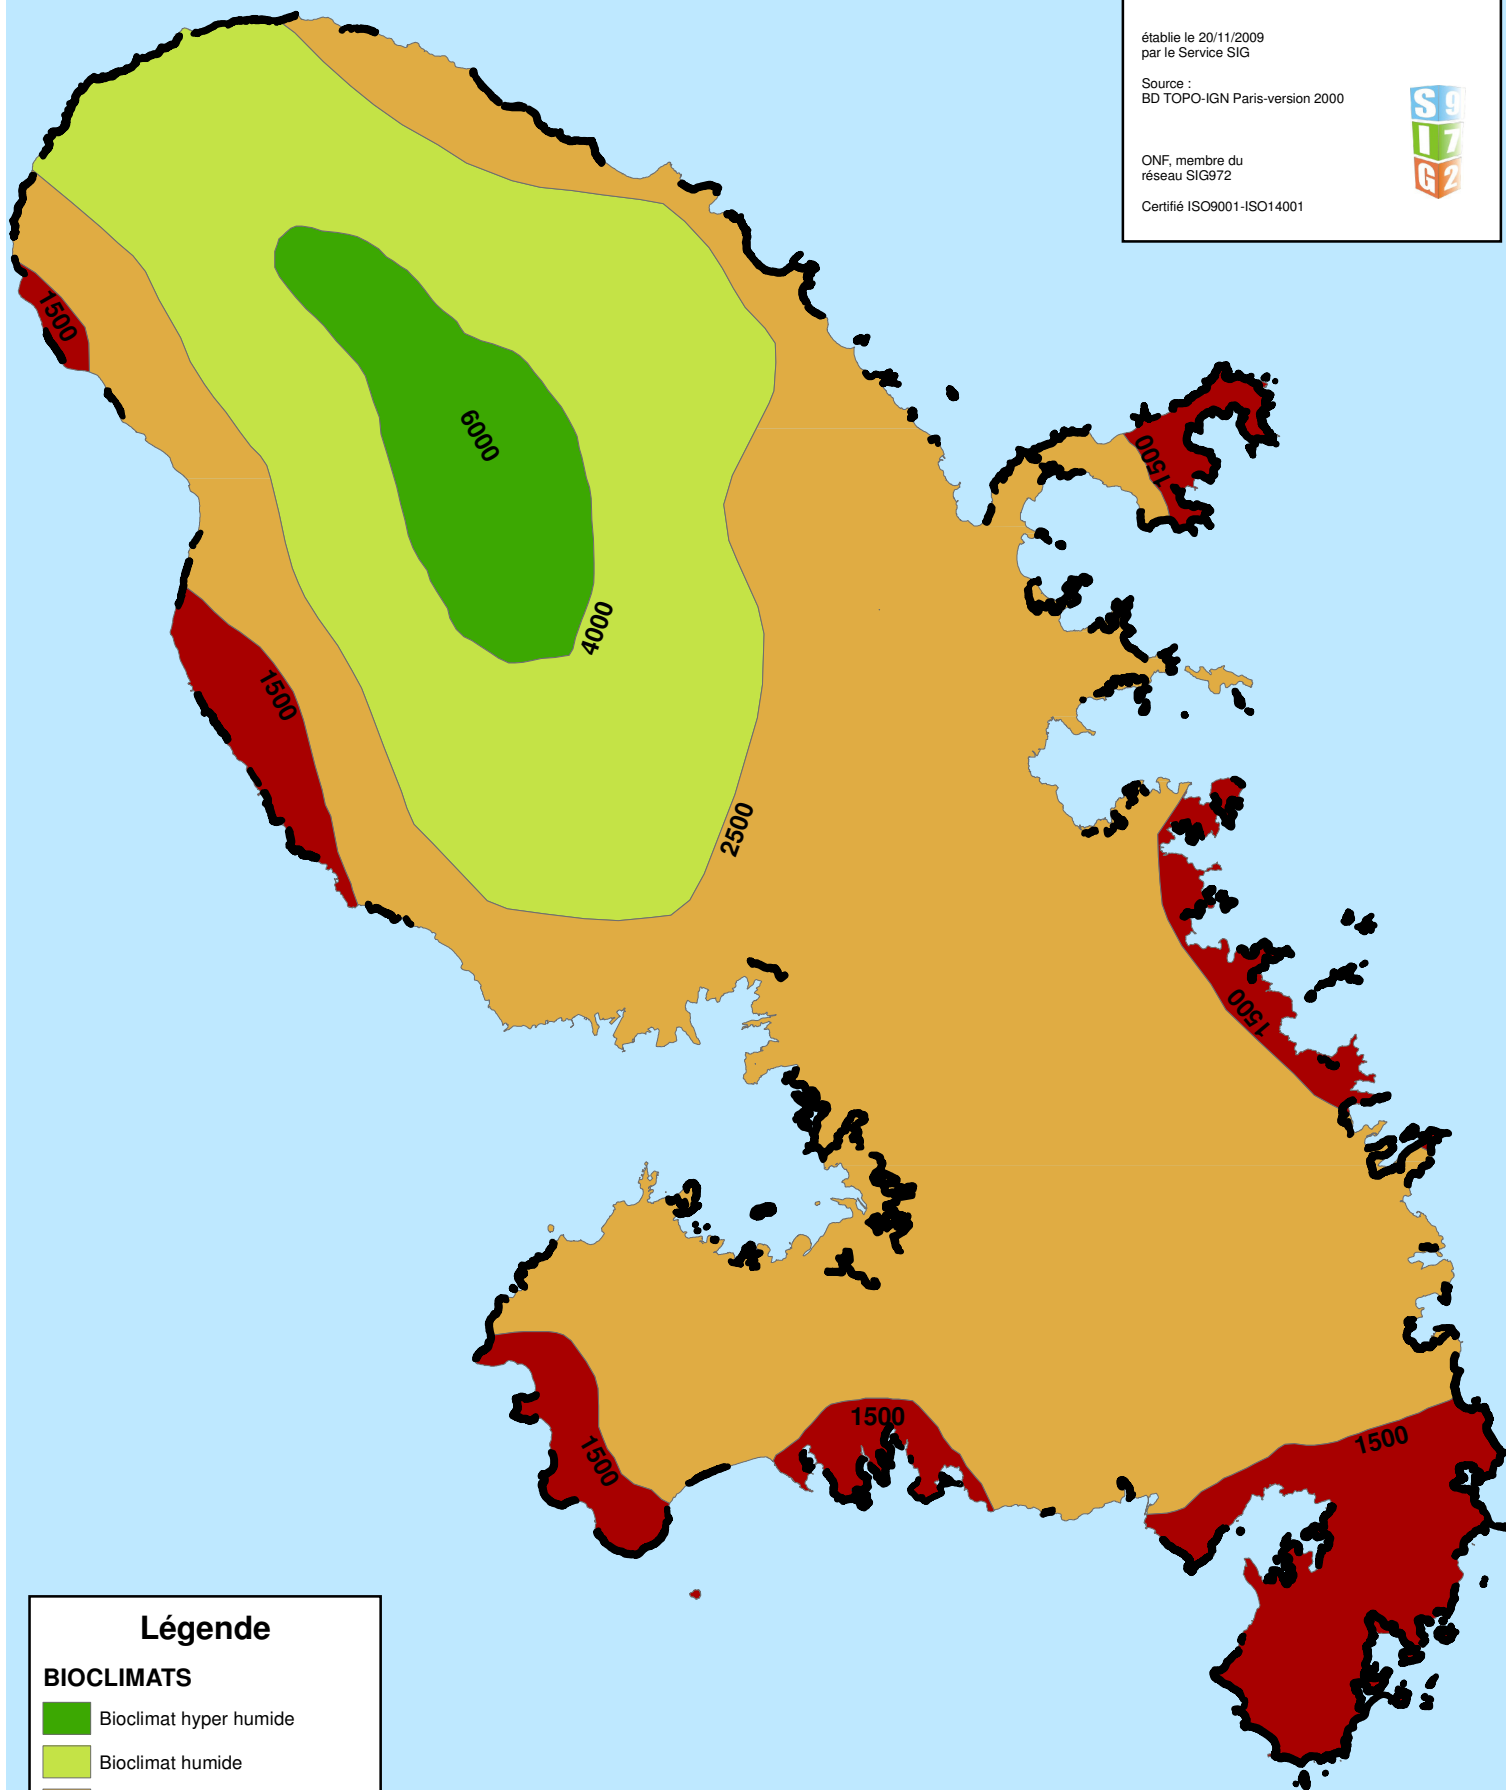 établie le 20/11/2009
par le Service SIG
Source :
BD TOPO-IGN Paris-version 2000
ONF, membre du
réseau SIG972
Certifié ISO9001-ISO14001
S 9
I 7
G 2
1500
6000
1500
4000
1500
2500
1500
1500
1500
1500
Légende
BIOCLIMATS
Bioclimat hyper humide
Bioclimat humide